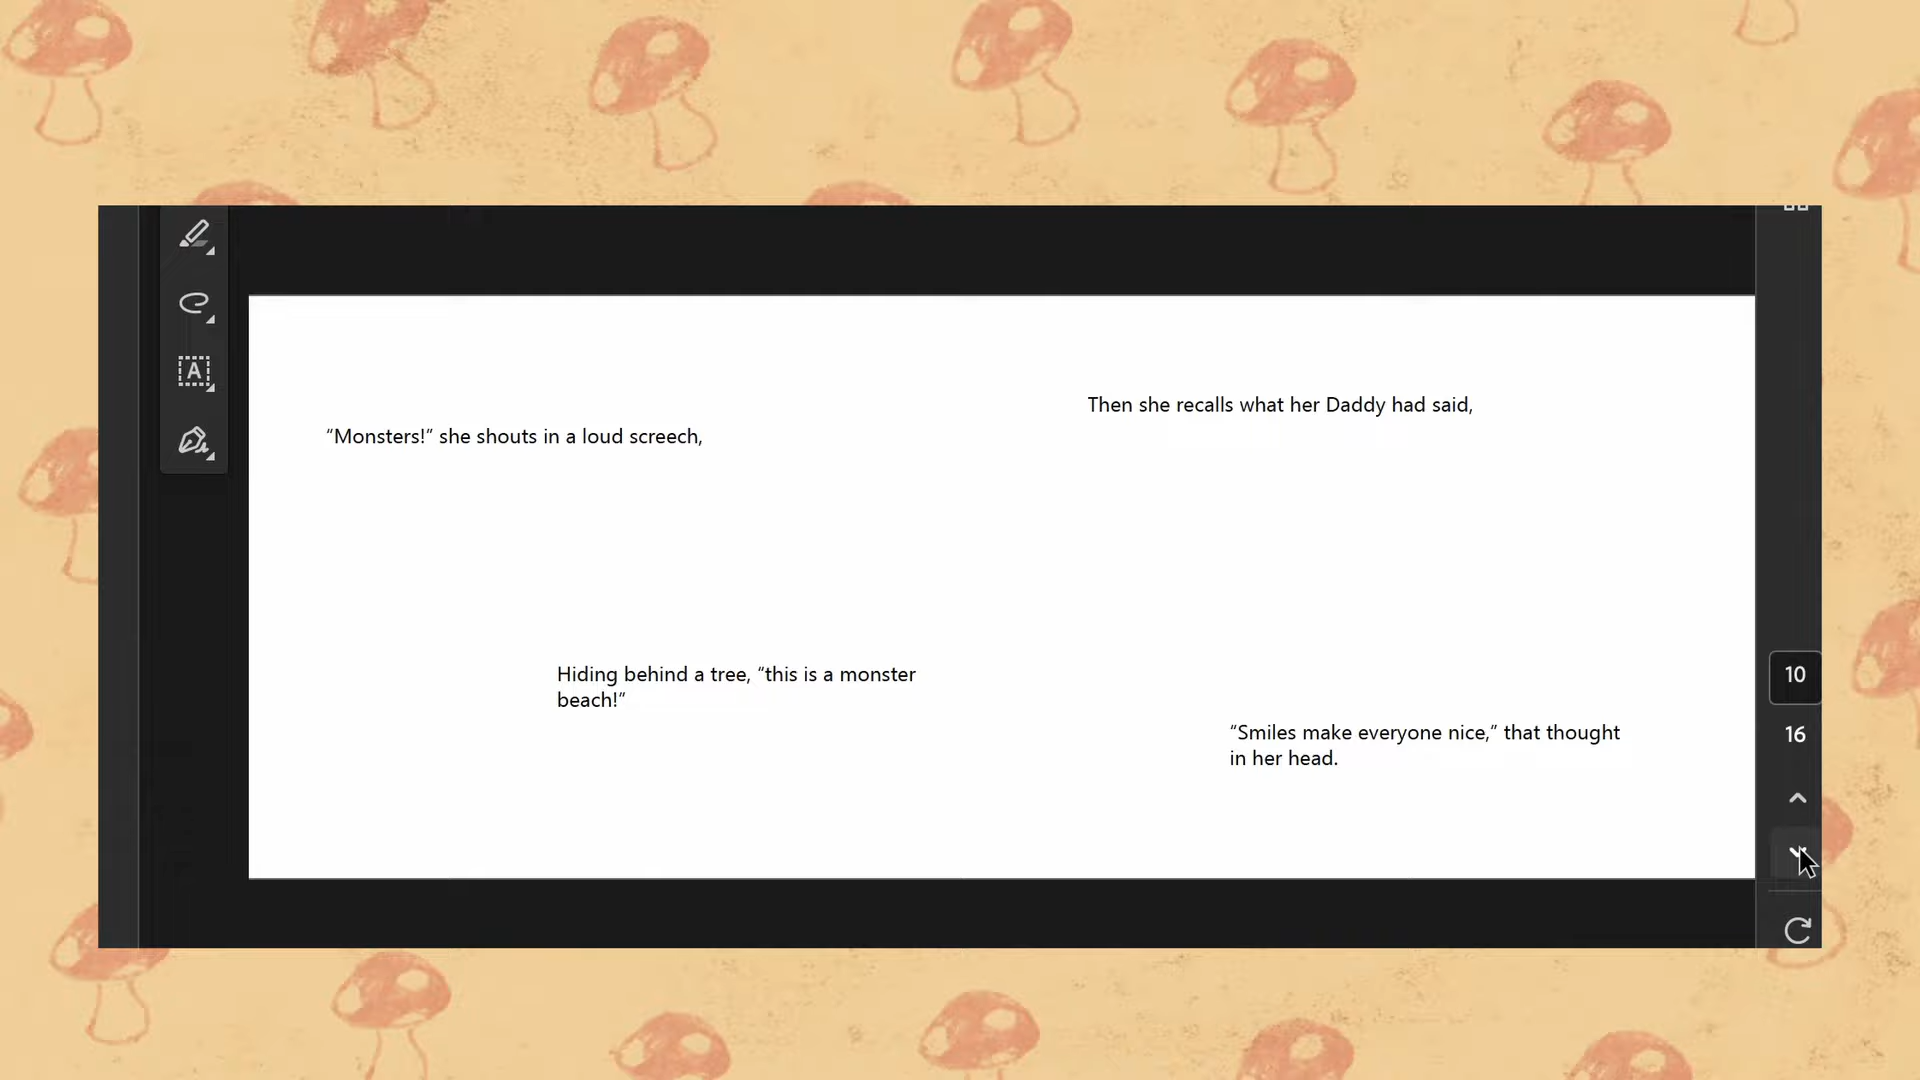 “Monsters!” she shouts in a loud screech,
Hiding behind a tree, “this is a monster
beach!”
Then she recalls what her Daddy had said,
“Smiles make everyone nice,” that thought
in her head.
A
10
16